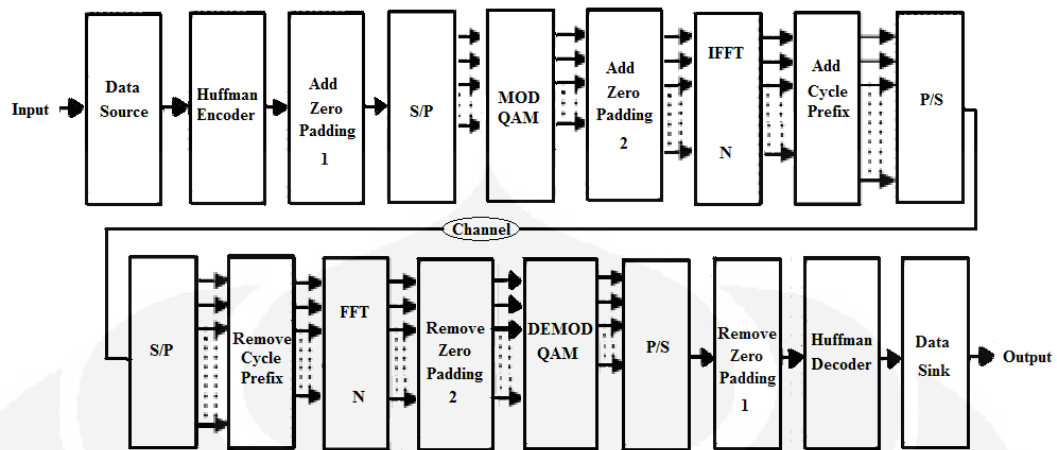 Input
Data
Source
Huffman
Encoder
Add
Zero
Padding
1
S/P
MOD
QAM
Add
Zero
Padding
2
IFFT
N
Add
Cycle
Prefix
P/S
Channel
S/P
Remove
Cycle
Prefix
FFT
N
Remove
Zero
Padding
2
DEMOD
QAM
P/S
Remove
Zero
Padding
1
Huffman
Decoder
Data
Sink
Output